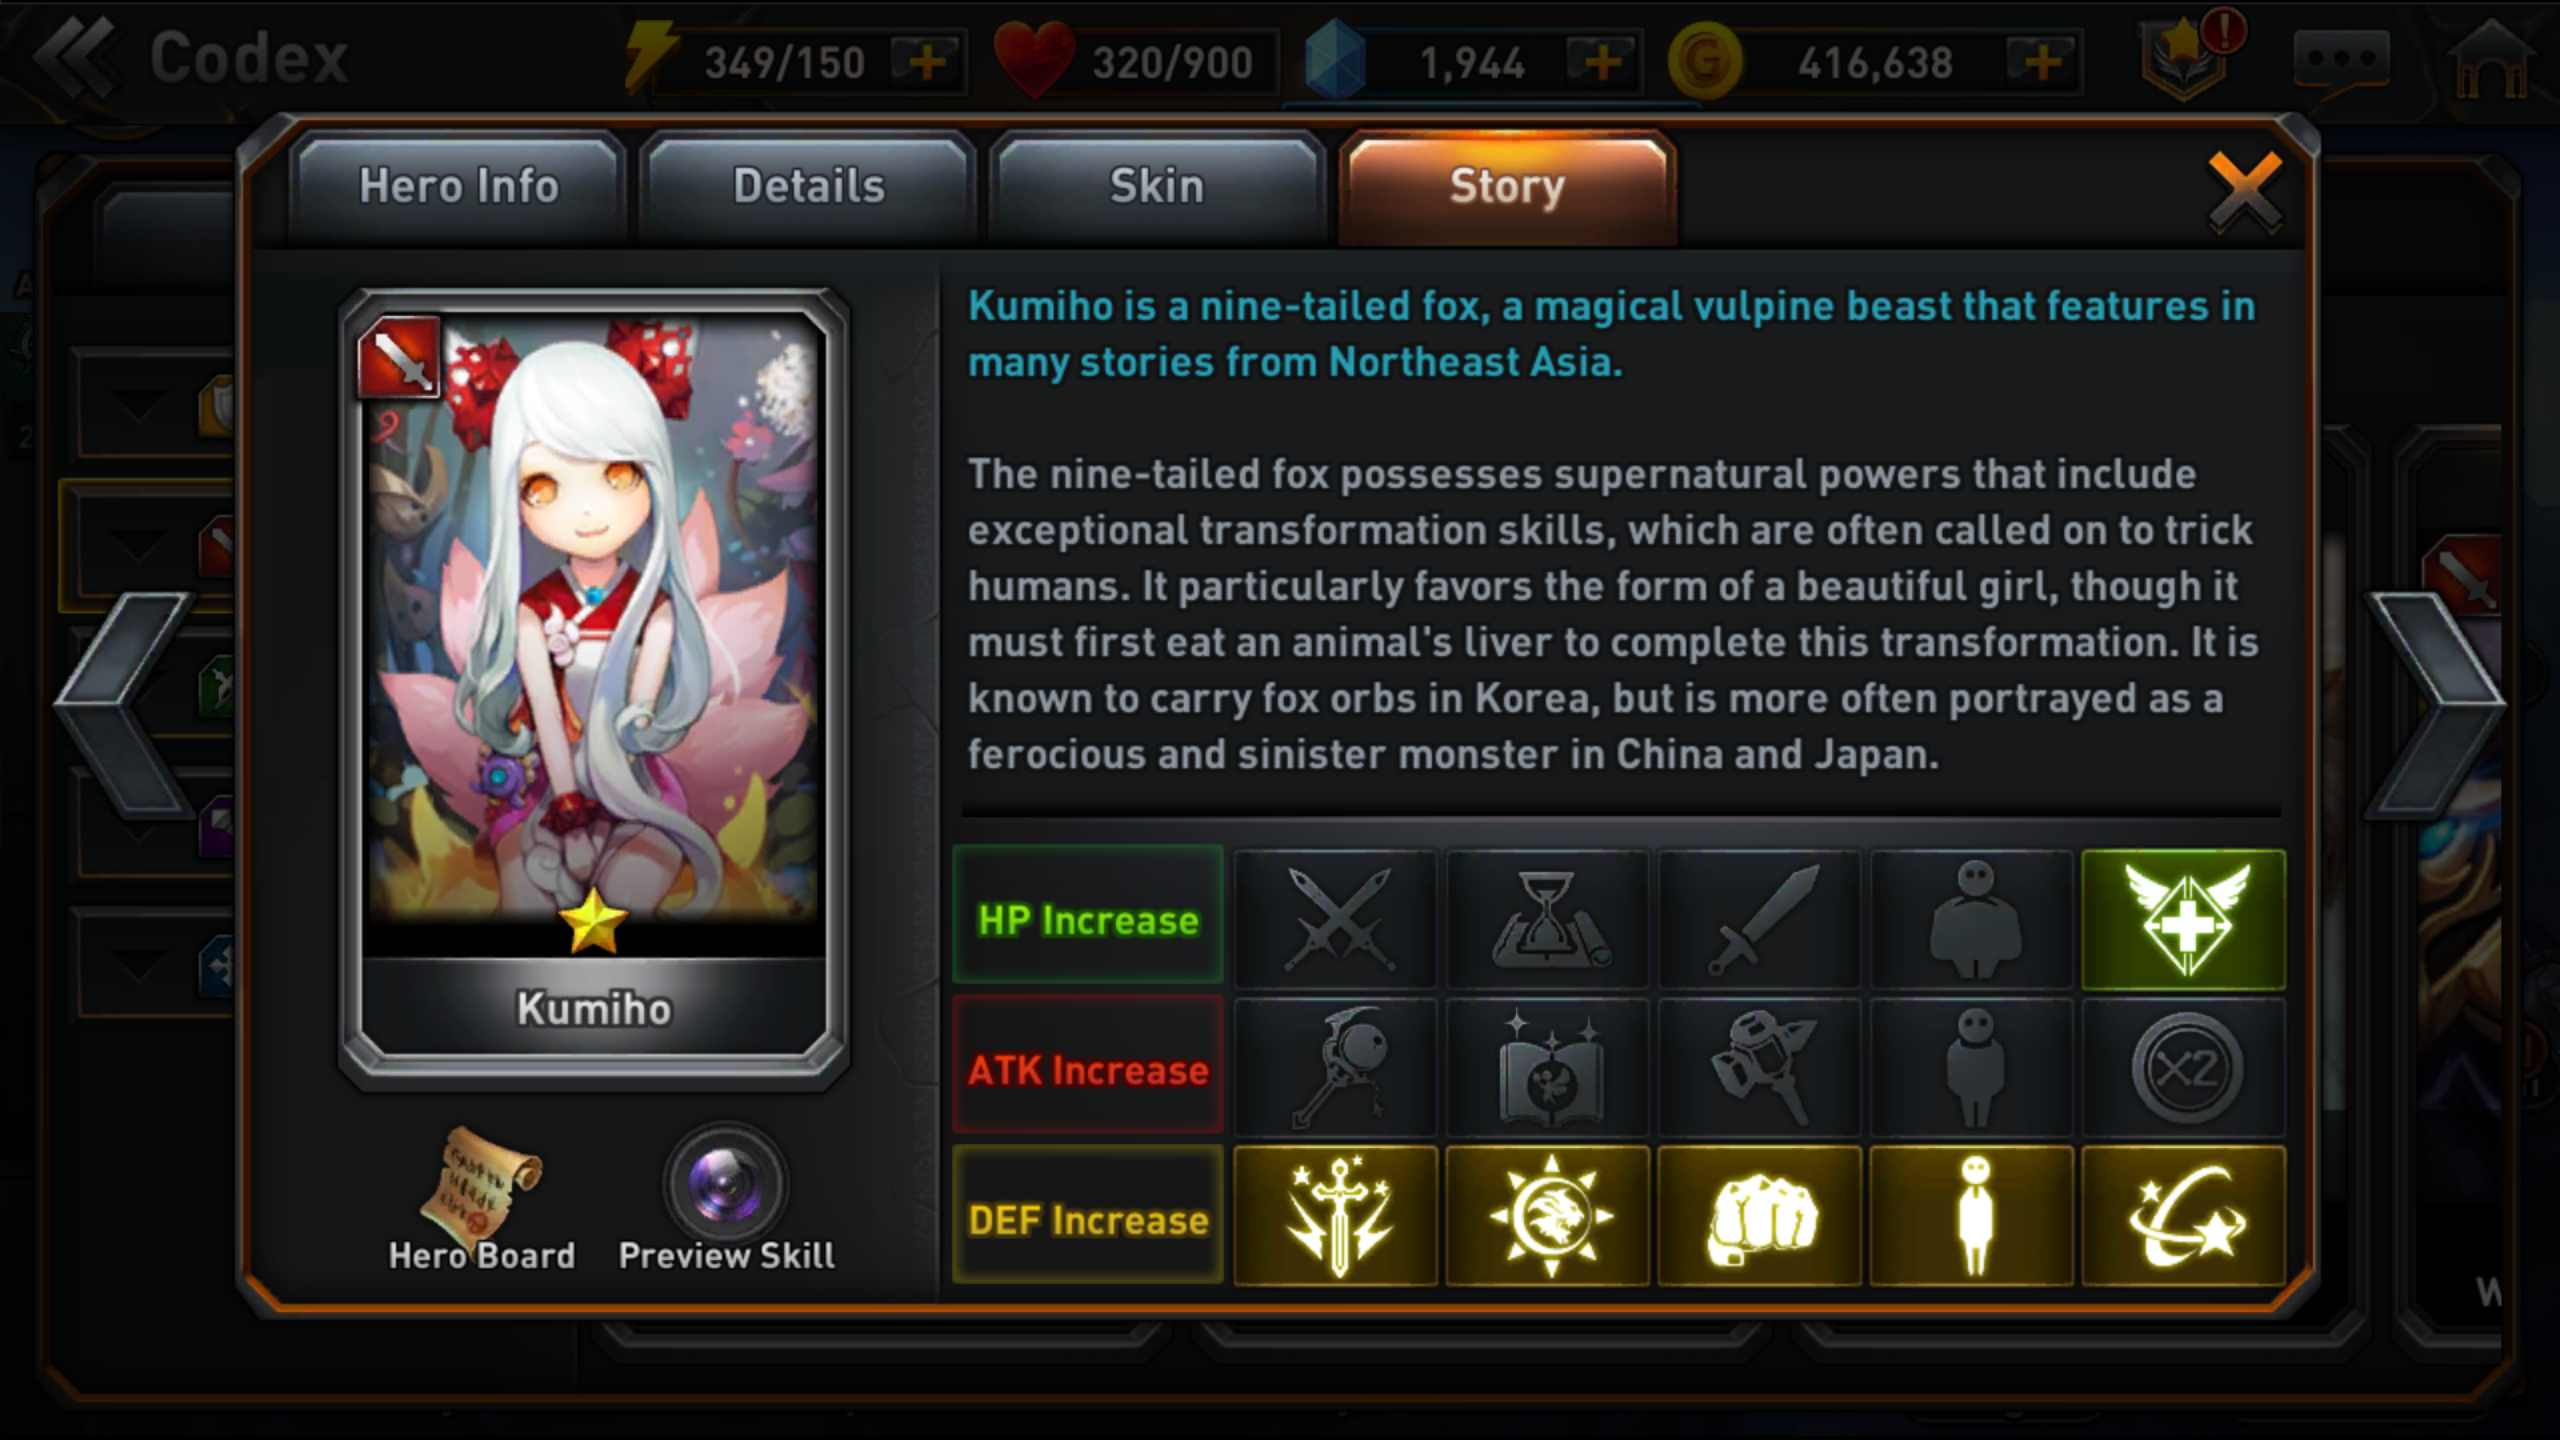 Codex
349/150
320/900
1,944
416,638
Hero Info
Details
Skin
Story
Kumiho is a nine-tailed fox, a magical vulpine beast that features in
many stories from Northeast Asia.
The nine-tailed fox possesses supernatural powers that include
exceptional transformation skills, which are often called on to trick
humans. It particularly favors the form of a beautiful girl, though it
must first eat an animal's liver to complete this transformation. It is
known to carry fox orbs in Korea, but is more often portrayed as a
ferocious and sinister monster in China and Japan.
Kumiho
Hero Board
Preview Skill
HP Increase
ATK Increase
X2
DEF Increase